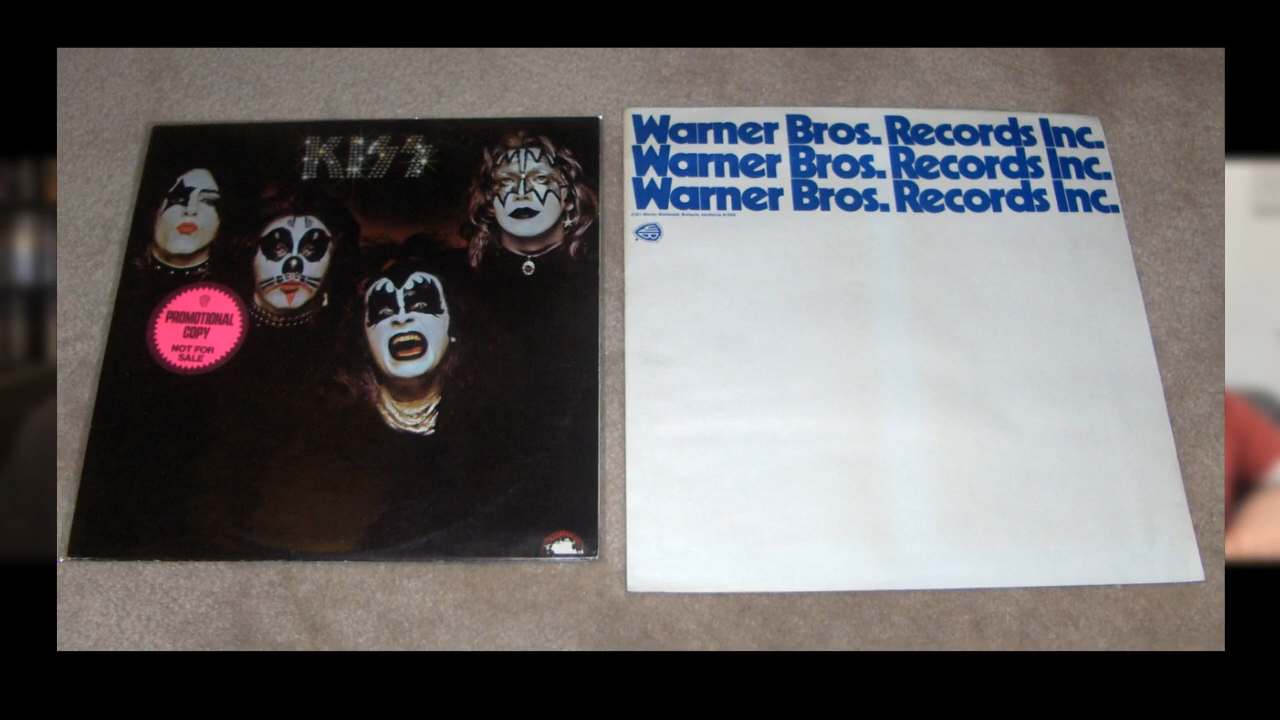 KISS
PROMOTIONAL
COPY
NOT FOR
SALE
Warner Bros. Records Inc.
Warner Bros. Records Inc.
Warner Bros. Records Inc.